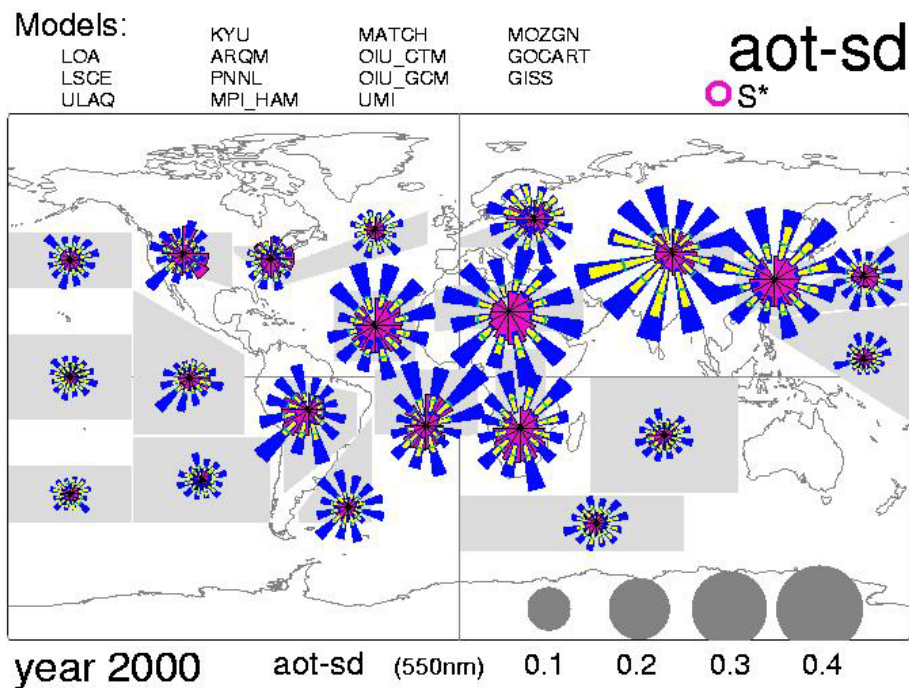 Models:
KYU MATCH MOZGN
LOA ARQM OIU_CTM GOCART
LSCE PNNL OIU_GCM GISS
ULAQ MPI_HAM UMI
aot-sd
S*
year 2000 aot-sd (550nm) 0.1 0.2 0.3 0.4